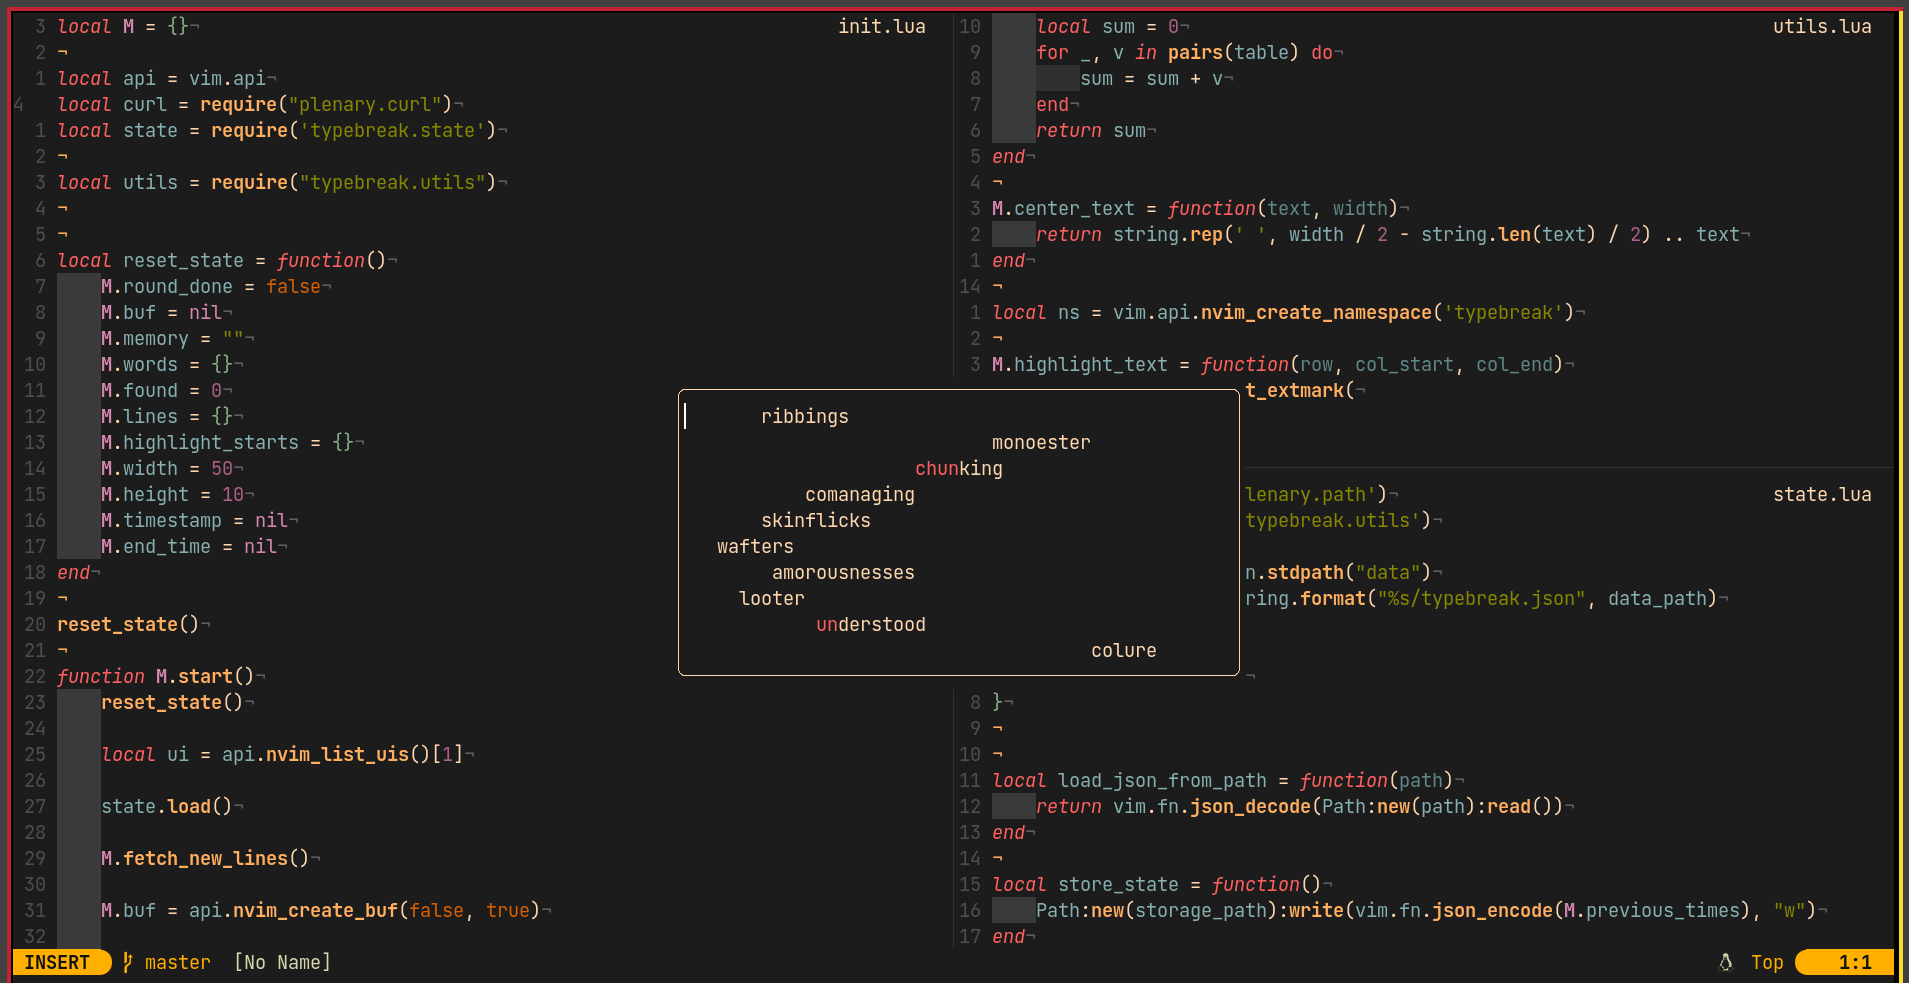 3 local M = {}¬ init.lua
2 ¬
1 local api = vim.api¬
4 local curl = require("plenary.curl")¬
1 local state = require('typebreak.state')¬
2 ¬
3 local utils = require("typebreak.utils")¬
4 ¬
5 ¬
6 local reset_state = function()¬
7 M.round_done = false¬
8 M.buf = nil¬
9 M.memory = ""¬
10 M.words = {}¬
11 M.found = 0¬
12 M.lines = {}¬
13 M.highlight_starts = {}¬
14 M.width = 50¬
15 M.height = 10¬
16 M.timestamp = nil¬
17 M.end_time = nil¬
18 end¬
19 ¬
20 reset_state()¬
21 ¬
22 function M.start()¬
23 reset_state()¬
24
25 local ui = api.nvim_list_uis()[1]¬
26
27 state.load()¬
28
29 M.fetch_new_lines()¬
30
31 M.buf = api.nvim_create_buf(false, true)¬
32
10 local sum = 0¬ utils.lua
9 for _, v in pairs(table) do¬
8 sum = sum + v¬
7 end¬
6 return sum¬
5 end¬
4 ¬
3 M.center_text = function(text, width)¬
2 return string.rep(' ', width / 2 - string.len(text) / 2) .. text¬
1 end¬
14 ¬
1 local ns = vim.api.nvim_create_namespace('typebreak')¬
2 ¬
3 M.highlight_text = function(row, col_start, col_end)¬
t_extmark(¬
ribbings
monoester
chunking
comanaging
skinflicks
wafters
amorousnesses
looter
understood
colure
lenary.path')¬ state.lua
typebreak.utils')¬
n.stdpath("data")¬
ring.format("%s/typebreak.json", data_path)¬
¬
8 }¬
9 ¬
10 ¬
11 local load_json_from_path = function(path)¬
12 return vim.fn.json_decode(Path:new(path):read())¬
13 end¬
14 ¬
15 local store_state = function()¬
16 Path:new(storage_path):write(vim.fn.json_encode(M.previous_times), "w")¬
17 end¬
INSERT master [No Name] Top 1:1